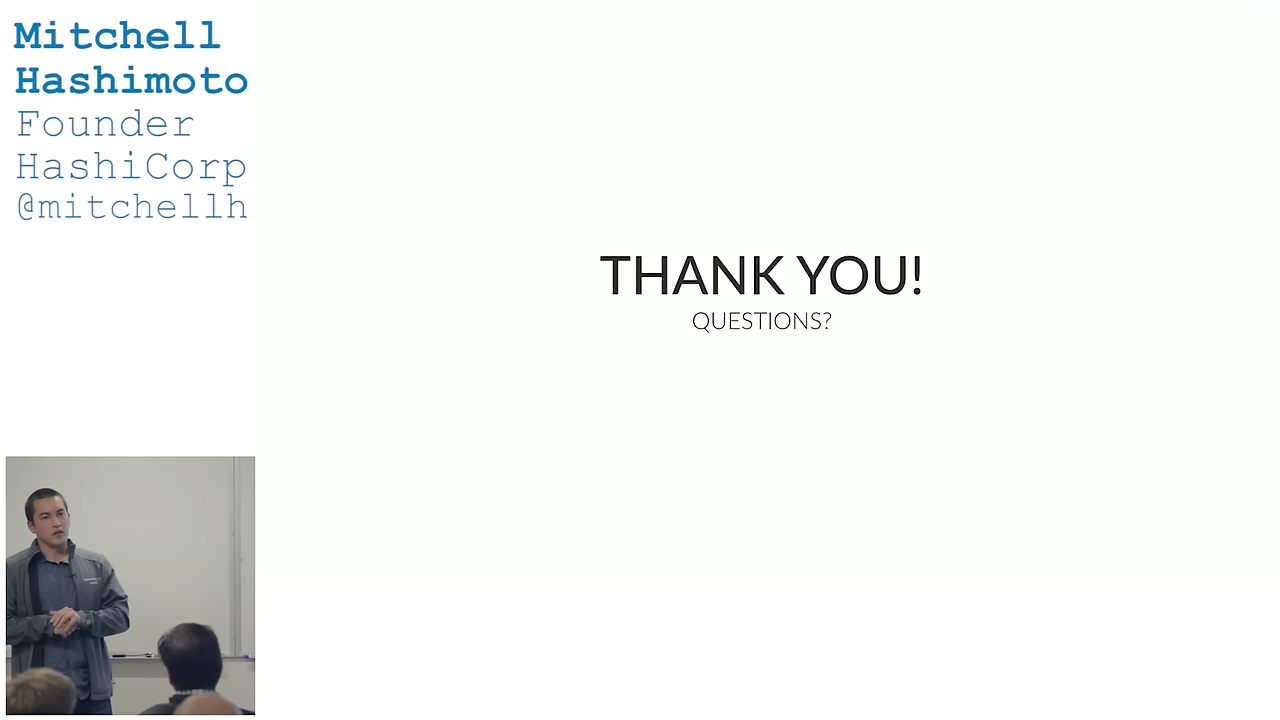 Mitchell
Hashimoto
Founder
HashiCorp
@mitchellh
THANK YOU!
QUESTIONS?